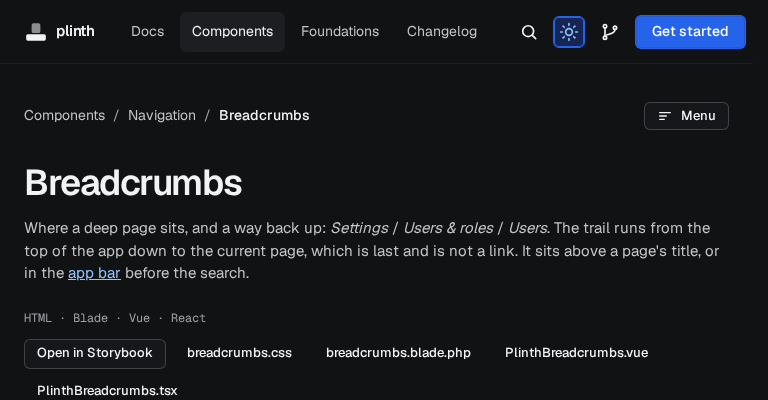 plinth Docs Components Foundations Changelog Get started
Components / Navigation / Breadcrumbs Menu
Breadcrumbs
Where a deep page sits, and a way back up: Settings / Users & roles / Users. The trail runs from the
top of the app down to the current page, which is last and is not a link. It sits above a page's title, or
in the app bar before the search.
HTML · Blade · Vue · React
Open in Storybook breadcrumbs.css breadcrumbs.blade.php PlinthBreadcrumbs.vue
PlinthBreadcrumbs.tsx